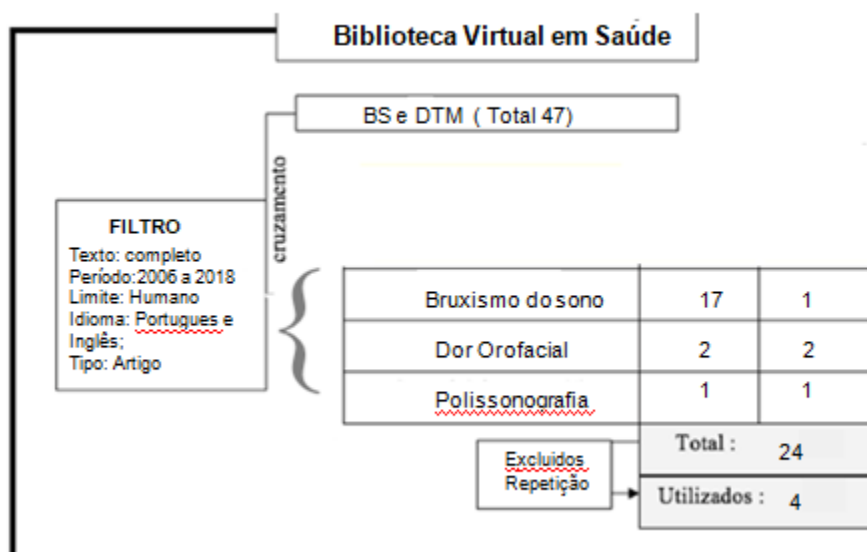 Biblioteca Virtual em Saúde
BS e DTM ( Total 47)
cruzamento
FILTRO
Texto: completo
Período:2006 a 2018
Limite: Humano
Idioma: Portugues e
Inglês;
Tipo: Artigo
Bruxismo do sono 17 1
Dor Orofacial 2 2
Polissonografia 1 1
Total : 24
Excluidos
Repetição
Utilizados : 4